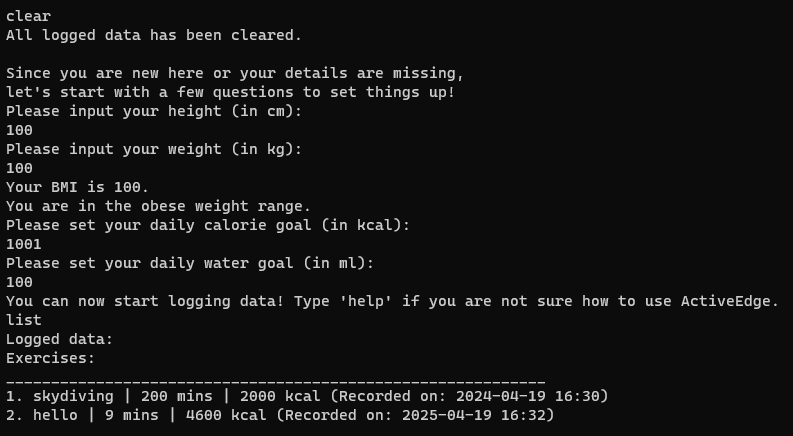 clear
All logged data has been cleared.
Since you are new here or your details are missing,
let's start with a few questions to set things up!
Please input your height (in cm):
100
Please input your weight (in kg):
100
Your BMI is 100.
You are in the obese weight range.
Please set your daily calorie goal (in kcal):
1001
Please set your daily water goal (in ml):
100
You can now start logging data! Type 'help' if you are not sure how to use ActiveEdge.
list
Logged data:
Exercises:
____________________________________________________________
1. skydiving | 200 mins | 2000 kcal (Recorded on: 2024-04-19 16:30)
2. hello | 9 mins | 4600 kcal (Recorded on: 2025-04-19 16:32)